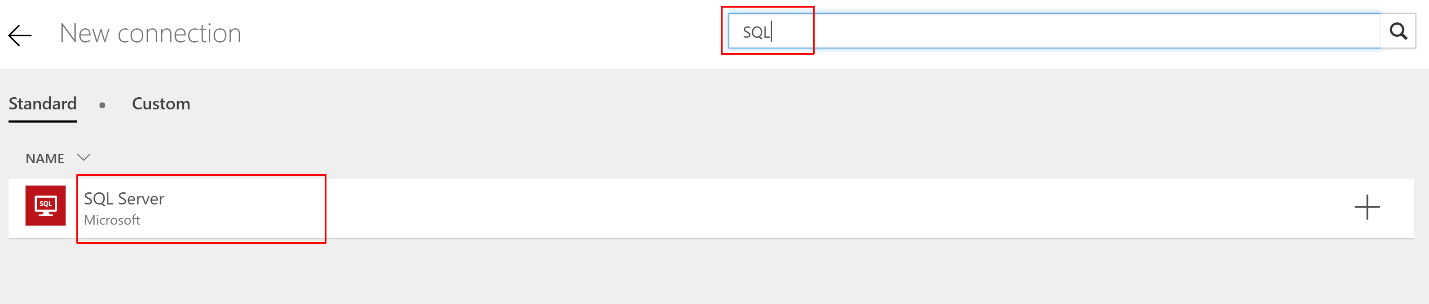 New connection
SQL
Standard
Custom
NAME
SQL
SQL Server
Microsoft